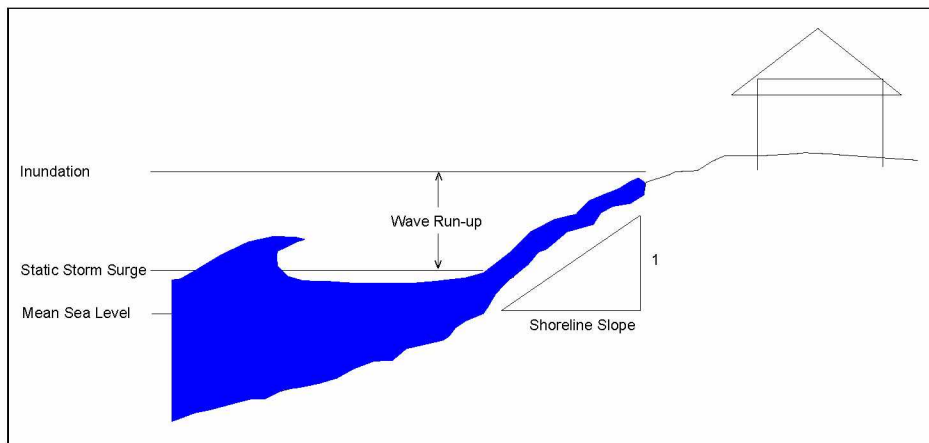 Inundation
Wave Run-up
Static Storm Surge
1
Mean Sea Level
Shoreline Slope